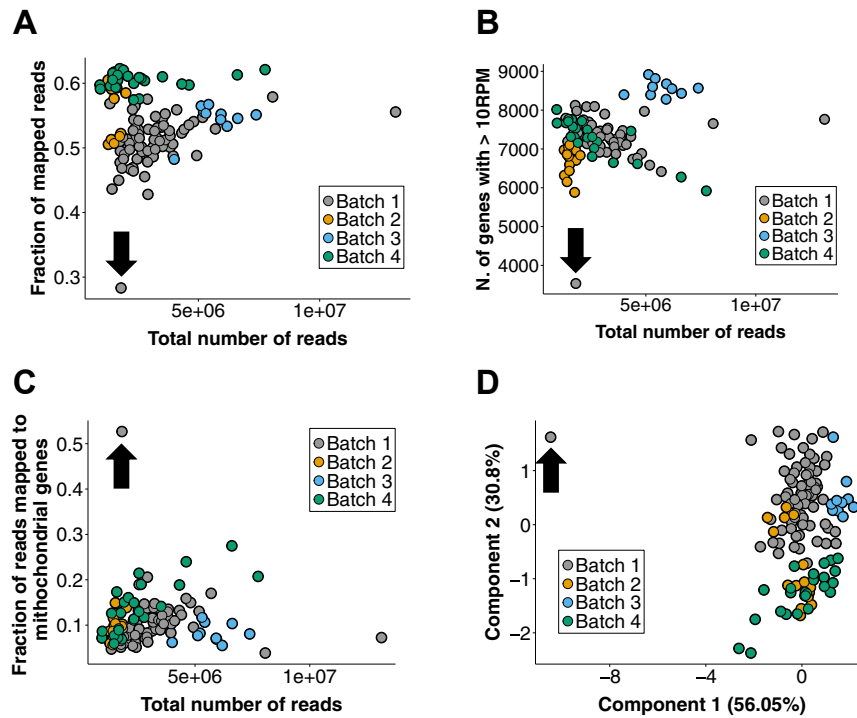 A
Fraction of mapped reads
0.6
0.5
0.4
0.3
Batch 1
Batch 2
Batch 3
Batch 4
5e+06 1e+07
Total number of reads
B
N. of genes with > 10RPM
9000
8000
7000
6000
5000
4000
Batch 1
Batch 2
Batch 3
Batch 4
5e+06 1e+07
Total number of reads
C
Fraction of reads mapped to
mithochondrial genes
0.5
0.4
0.3
0.2
0.1
Batch 1
Batch 2
Batch 3
Batch 4
5e+06 1e+07
Total number of reads
D
Component 2 (30.8%)
1
0
−1
−2
Batch 1
Batch 2
Batch 3
Batch 4
−8 −4 0
Component 1 (56.05%)